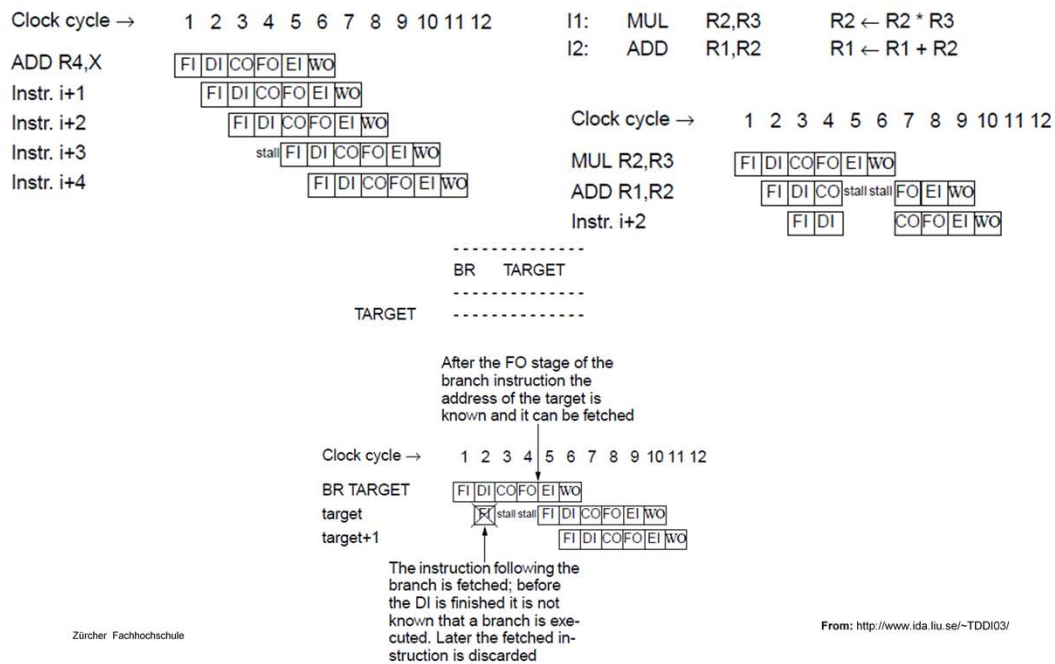 Clock cycle → 1 2 3 4 5 6 7 8 9 10 11 12
ADD R4,X FI DI CO FO EI WO
Instr. i+1 FI DI CO FO EI WO
Instr. i+2 FI DI CO FO EI WO
Instr. i+3 stall FI DI CO FO EI WO
Instr. i+4 FI DI CO FO EI WO
I1: MUL R2,R3 R2 ← R2 * R3
I2: ADD R1,R2 R1 ← R1 + R2
Clock cycle → 1 2 3 4 5 6 7 8 9 10 11 12
MUL R2,R3 FI DI CO FO EI WO
ADD R1,R2 FI DI CO stall stall FO EI WO
Instr. i+2 FI DI CO FO EI WO
- - - - - - - - - - - - - -
BR TARGET
- - - - - - - - - - - - - -
TARGET - - - - - - - - - - - - - -
After the FO stage of the
branch instruction the
address of the target is
known and it can be fetched
Clock cycle → 1 2 3 4 5 6 7 8 9 10 11 12
BR TARGET FI DI CO FO EI WO
target FI stall stall FI DI CO FO EI WO
target+1 FI DI CO FO EI WO
The instruction following the
branch is fetched; before
the DI is finished it is not
known that a branch is exe-
cuted. Later the fetched in-
struction is discarded
Zürcher Fachhochschule
From: http://www.ida.liu.se/~TDDI03/